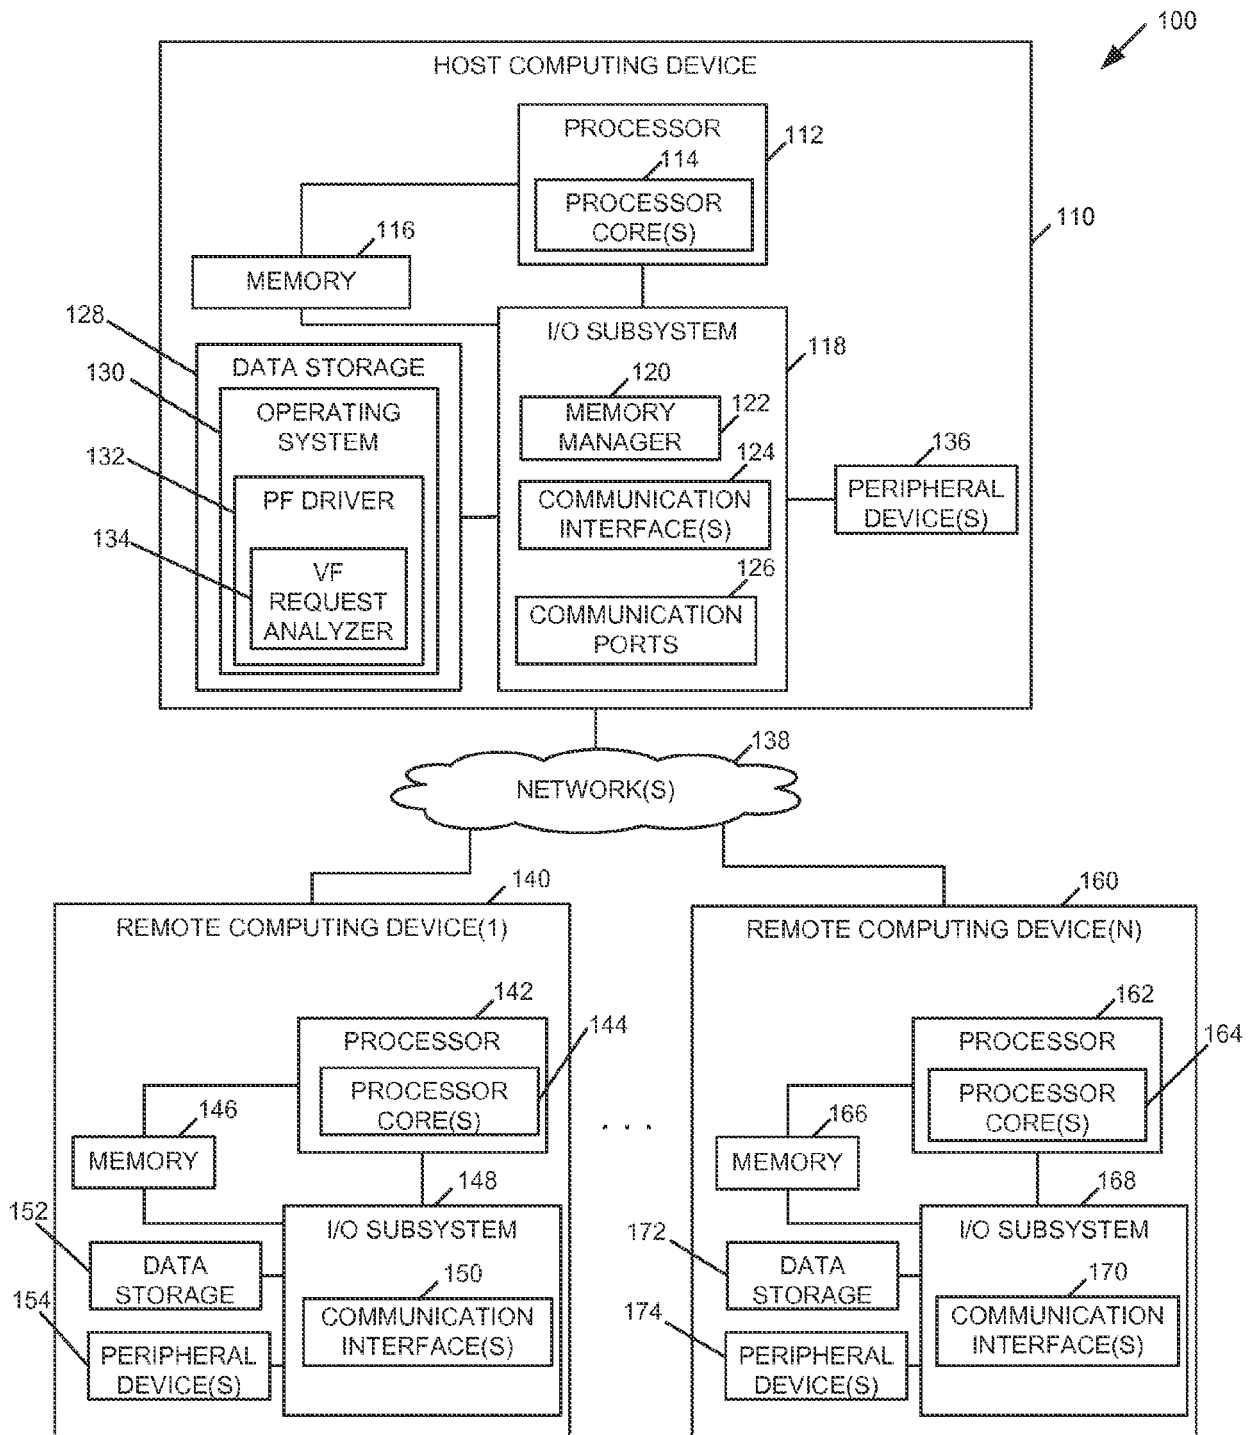 100
HOST COMPUTING DEVICE
PROCESSOR
112
114
PROCESSOR
CORE(S)
110
116
MEMORY
128
I/O SUBSYSTEM
118
DATA STORAGE
130
120
OPERATING
SYSTEM
MEMORY
MANAGER
122
132
124
136
PF DRIVER
COMMUNICATION
INTERFACE(S)
PERIPHERAL
DEVICE(S)
134
VF
REQUEST
ANALYZER
126
COMMUNICATION
PORTS
138
NETWORK(S)
140
REMOTE COMPUTING DEVICE(1)
142
PROCESSOR
144
PROCESSOR
CORE(S)
146
MEMORY
148
152
I/O SUBSYSTEM
DATA
STORAGE
150
154
COMMUNICATION
INTERFACE(S)
PERIPHERAL
DEVICE(S)
. . .
160
REMOTE COMPUTING DEVICE(N)
162
PROCESSOR
164
PROCESSOR
CORE(S)
166
MEMORY
168
172
I/O SUBSYSTEM
DATA
STORAGE
170
174
COMMUNICATION
INTERFACE(S)
PERIPHERAL
DEVICE(S)